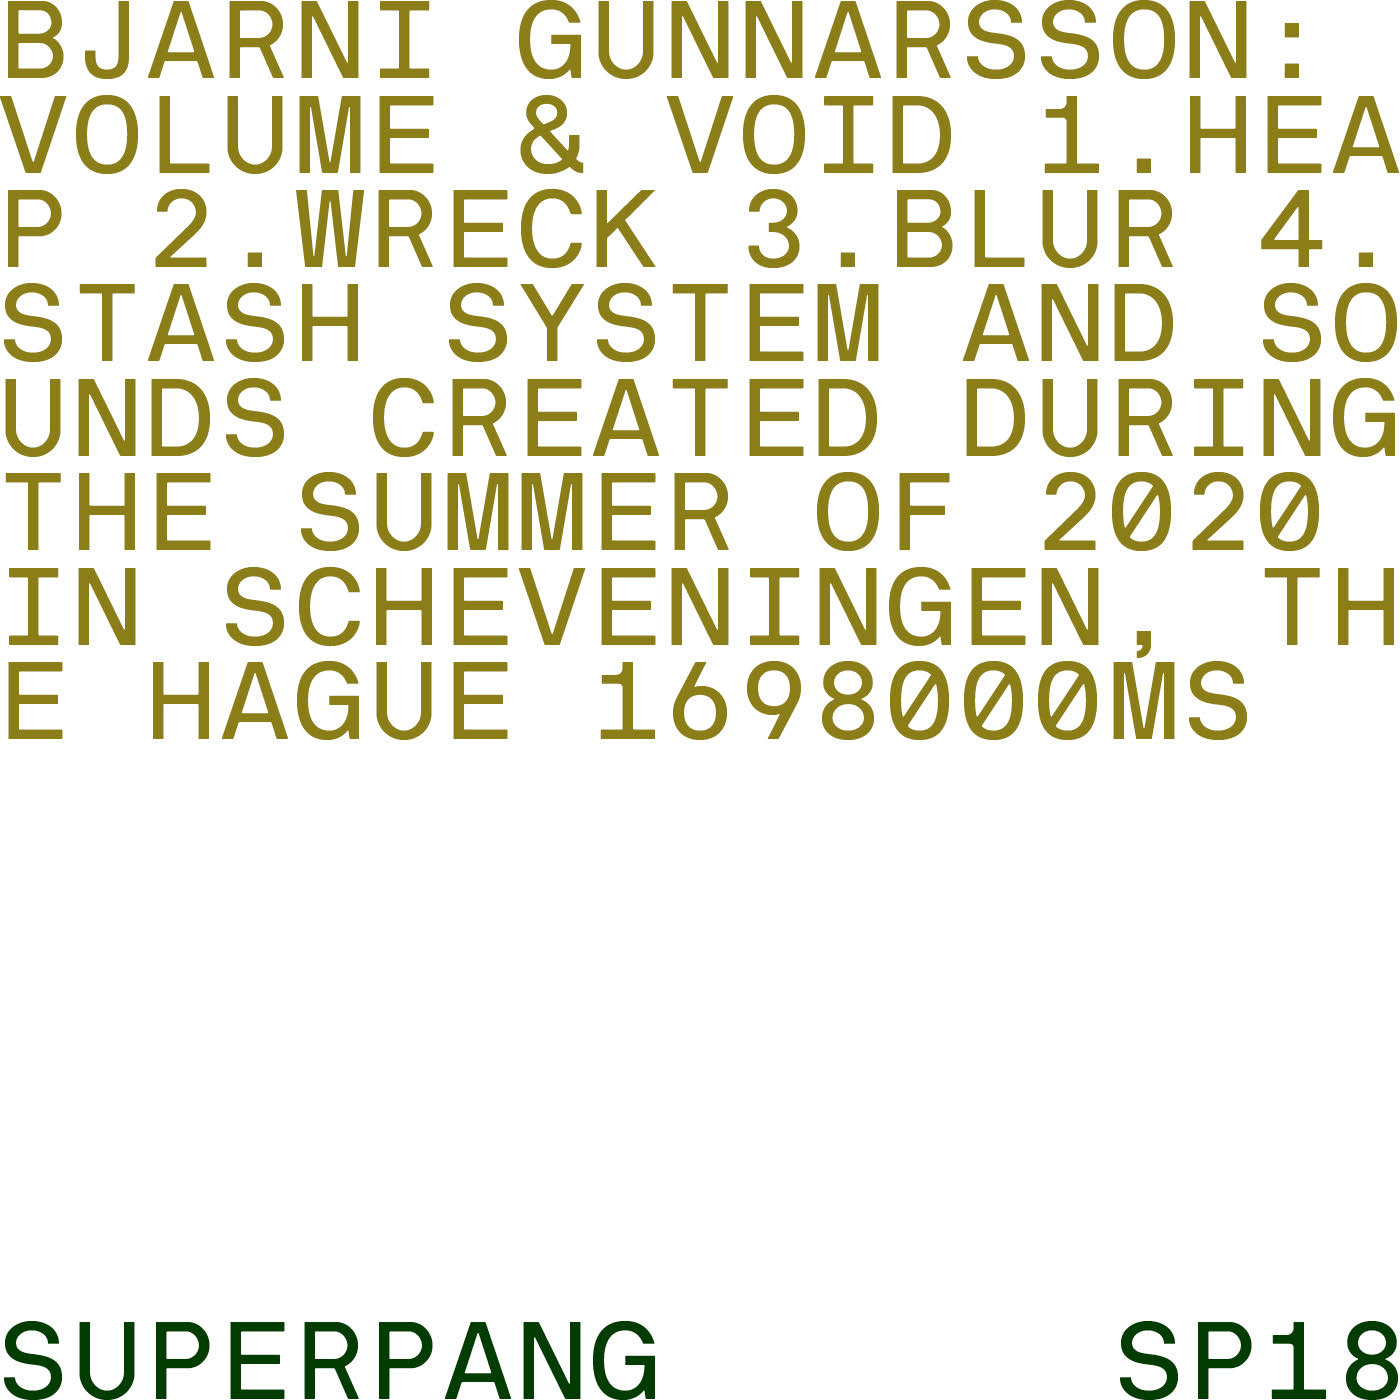 BJARNI GUNNARSSON:
VOLUME & VOID 1.HEA
P 2.WRECK 3.BLUR 4.
STASH SYSTEM AND SO
UNDS CREATED DURING
THE SUMMER OF 2020
IN SCHEVENINGEN, TH
E HAGUE 1698000MS
SUPERPANG SP18